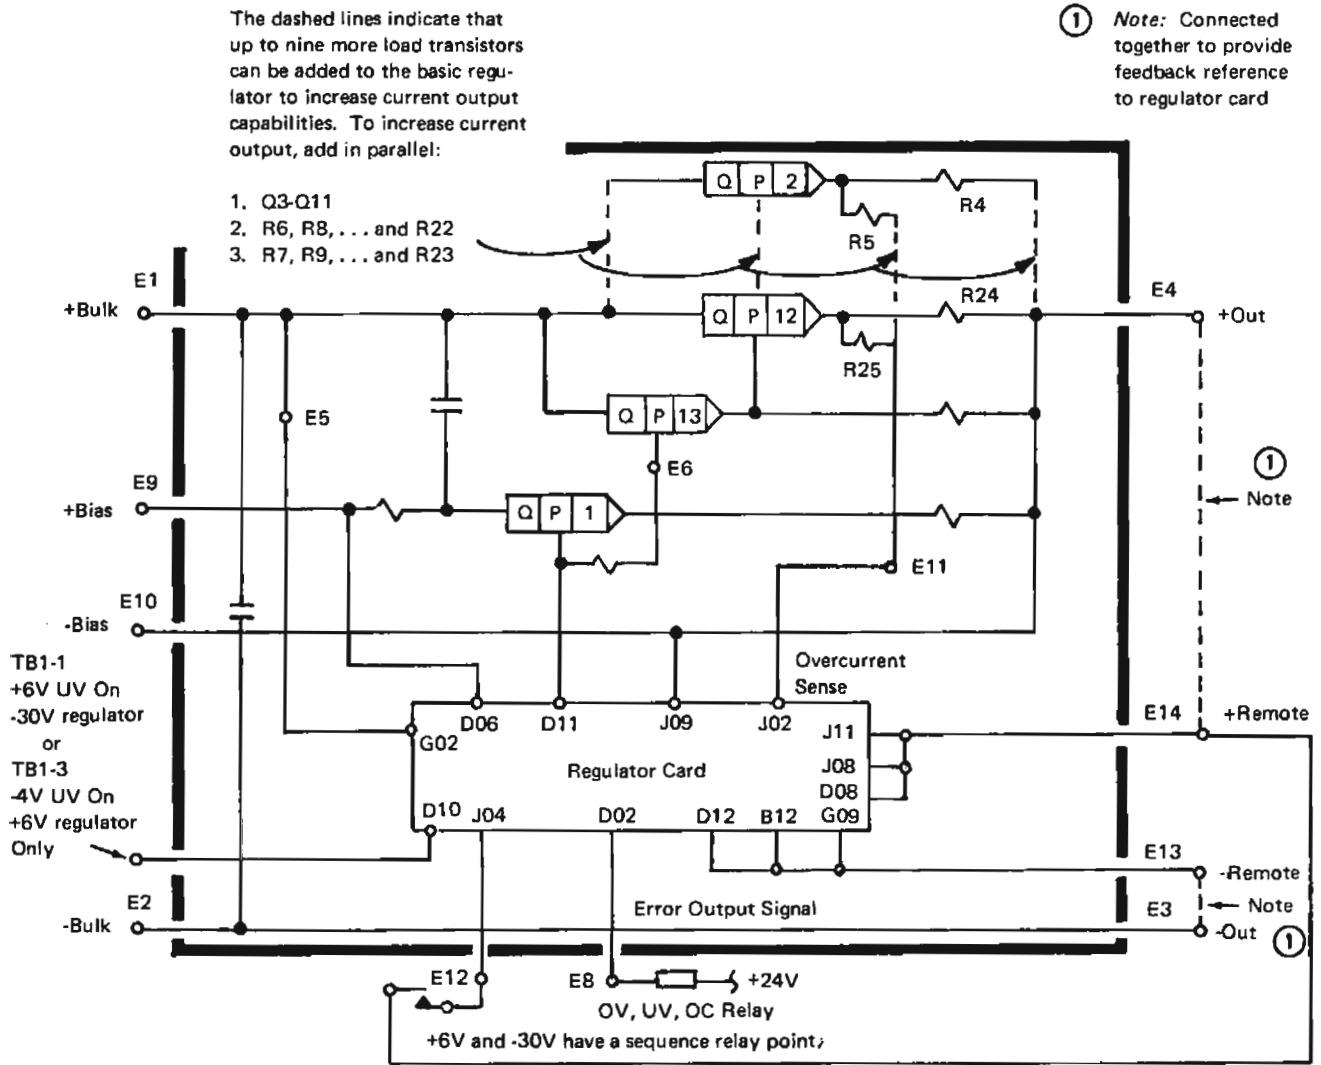 The dashed lines indicate that
up to nine more load transistors
can be added to the basic regu-
lator to increase current output
capabilities. To increase current
output, add in parallel:
1. Q3-Q11
2. R6, R8, ... and R22
3. R7, R9, ... and R23
1 Note: Connected
together to provide
feedback reference
to regulator card
Q P 2
R4
R5
E1
+Bulk
Q P 12
R24
R25
E4
+Out
E5
Q P 13
E6
1
Note
E9
+Bias
Q P 1
E11
E10
-Bias
TB1-1
+6V UV On
-30V regulator
or
TB1-3
-4V UV On
+6V regulator
Only
Overcurrent
Sense
D06 D11 J09 J02
G02
J11
J08
D08
Regulator Card
D10 J04 D02 D12 B12 G09
E14
+Remote
E13
-Remote
E2
-Bulk
Error Output Signal
E3
Note
-Out 1
E12
E8
+24V
OV, UV, OC Relay
+6V and -30V have a sequence relay point;